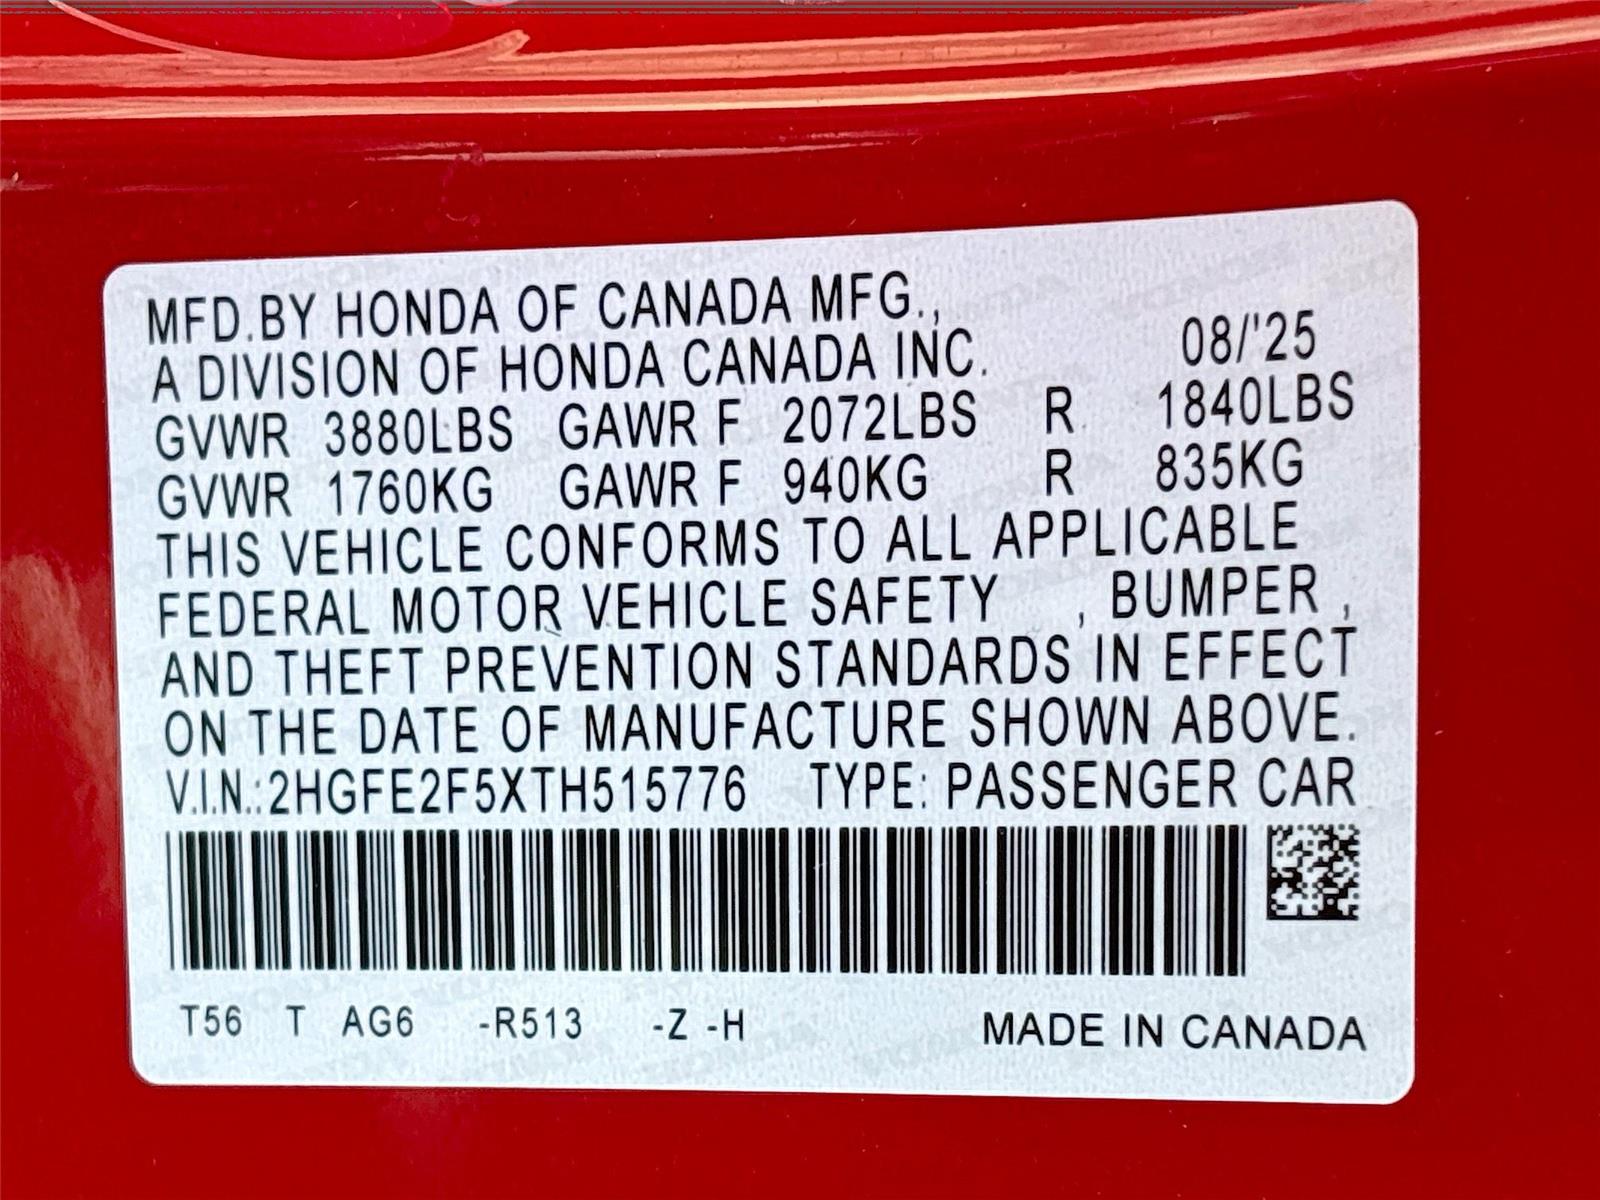 MFD.BY HONDA OF CANADA MFG.,
A DIVISION OF HONDA CANADA INC. 08/'25
GVWR 3880LBS GAWR F 2072LBS R 1840LBS
GVWR 1760KG GAWR F 940KG R 835KG
THIS VEHICLE CONFORMS TO ALL APPLICABLE
FEDERAL MOTOR VEHICLE SAFETY , BUMPER ,
AND THEFT PREVENTION STANDARDS IN EFFECT
ON THE DATE OF MANUFACTURE SHOWN ABOVE.
V.I.N.:2HGFE2F5XTH515776 TYPE: PASSENGER CAR
T56 T AG6 -R513 -Z -H MADE IN CANADA